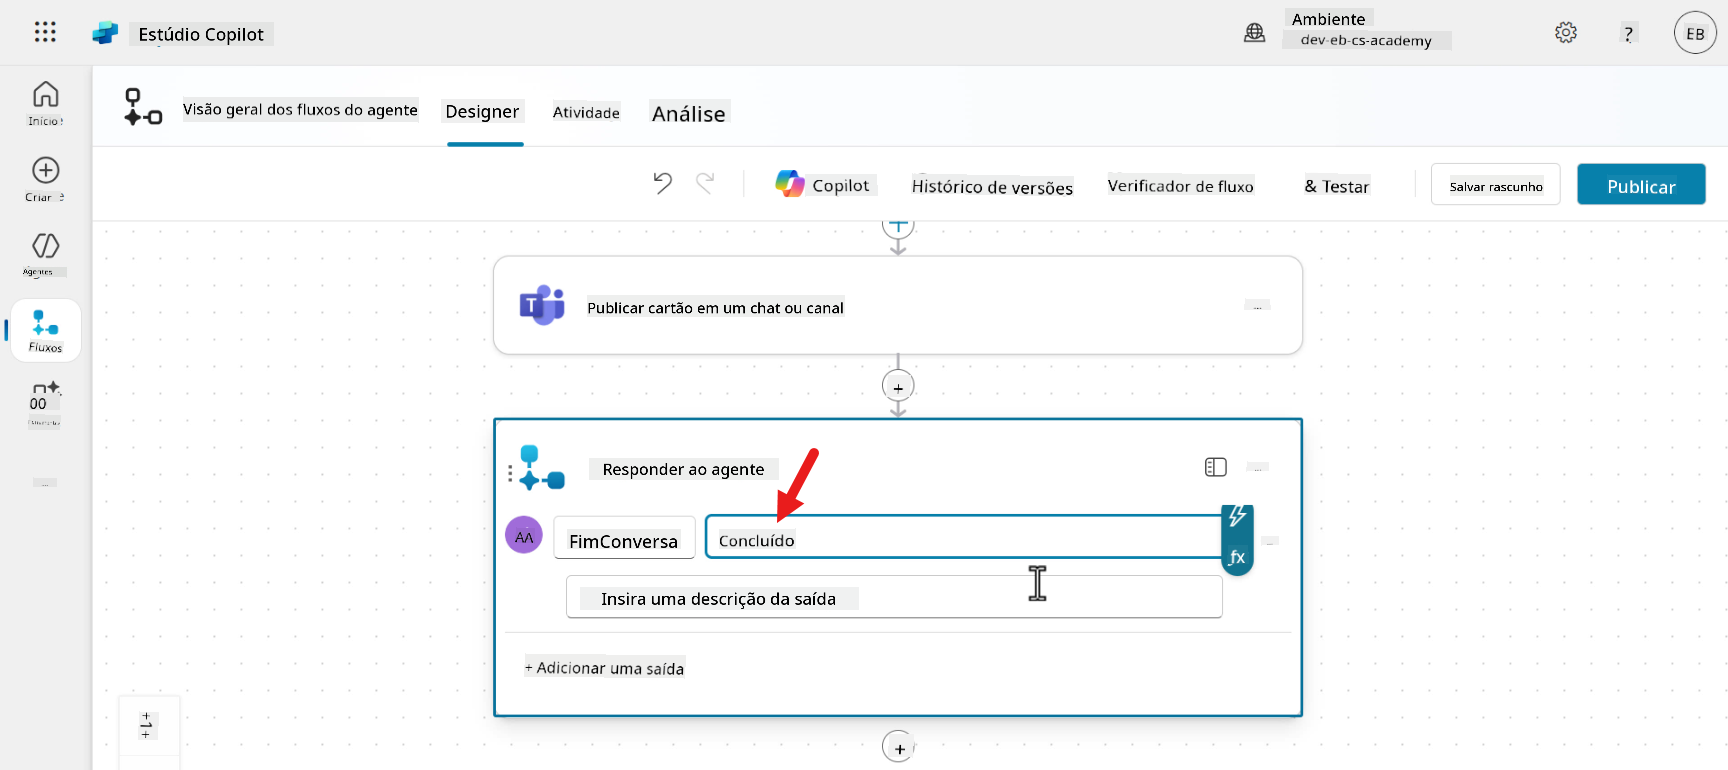 Estúdio Copilot
Ambiente
dev-eb-cs-academy
?
EB
Início
Criar
Agentes
Fluxos
00
...
Visão geral dos fluxos do agente
Designer
Atividade
Análise
Copilot
Histórico de versões
Verificador de fluxo
& Testar
Salvar rascunho
Publicar
Publicar cartão em um chat ou canal
...
+
Responder ao agente
...
AA
FimConversa
Concluído
fx
...
Insira uma descrição da saída
+ Adicionar uma saída
+